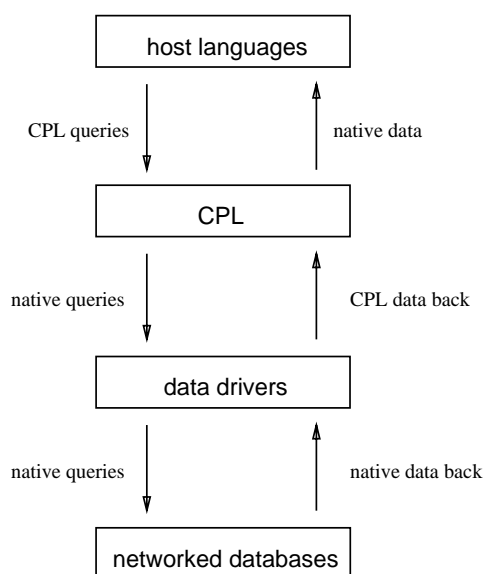 host languages
CPL queries
native data
CPL
native queries
CPL data back
data drivers
native queries
native data back
networked databases